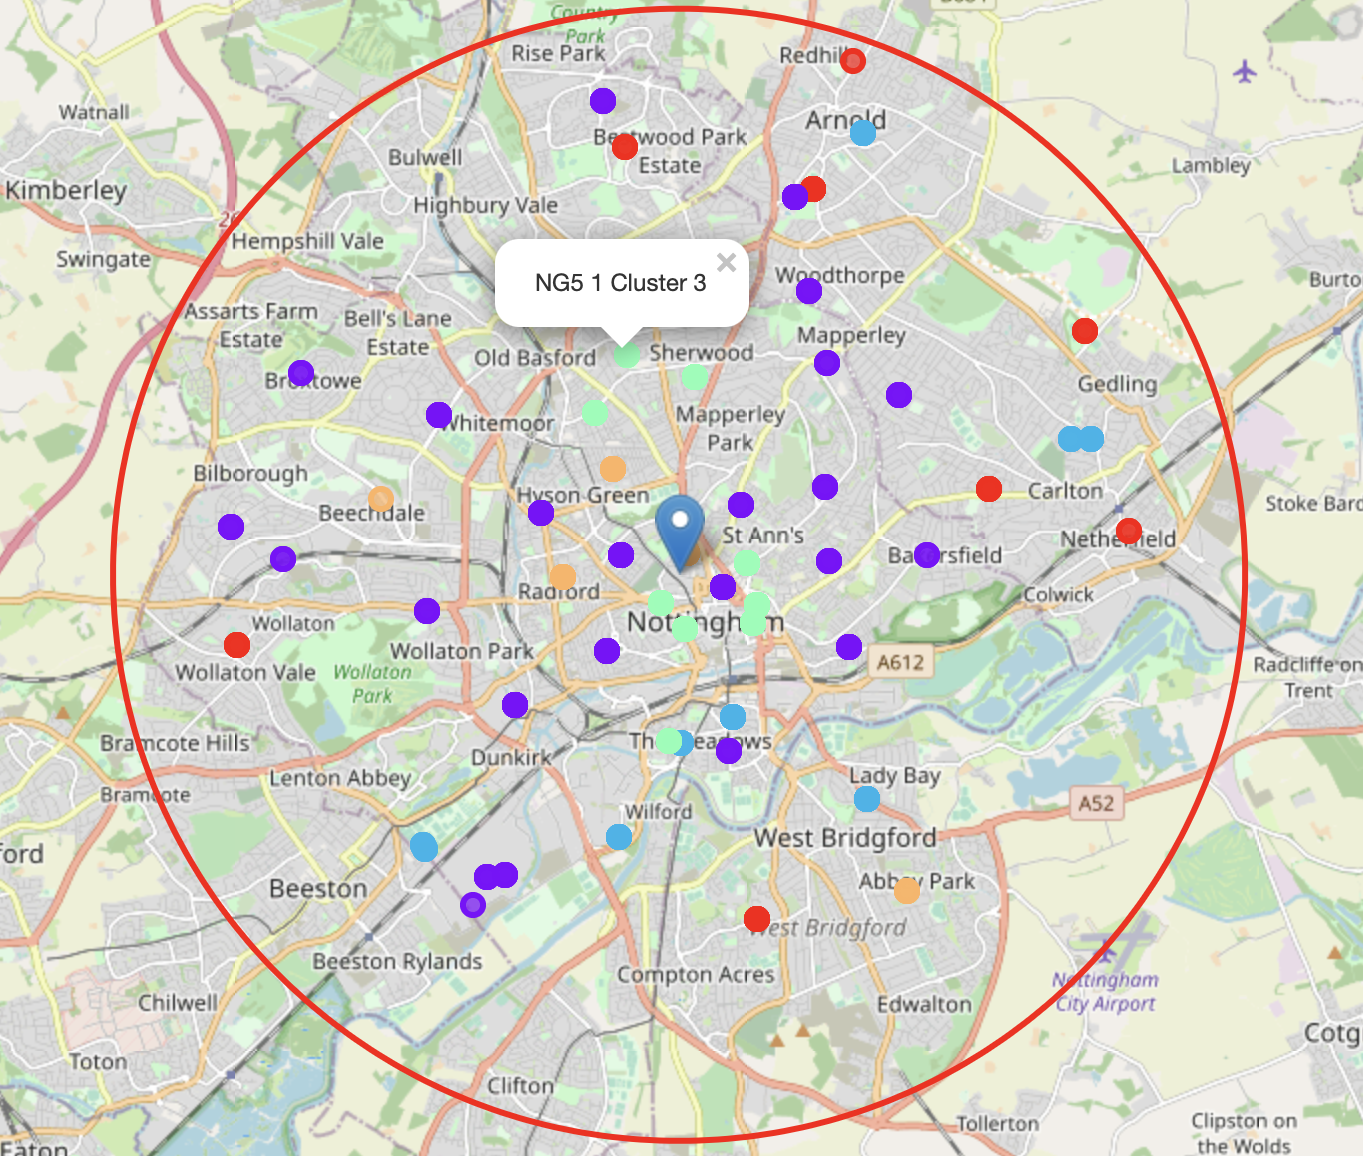 Country
Park
Rise Park
Redhill
Watnall
Arnold
Bestwood Park
Estate
Bulwell
Lambley
Kimberley
Highbury Vale
26
Hempshill Vale
Swingate
NG5 1 Cluster 3
×
Woodthorpe
Burto
Assarts Farm
Estate
Bell's Lane
Estate
Mapperley
Old Basford
Sherwood
Broxtowe
Gedling
Whitemoor
Mapperley
Park
Bilborough
Hyson Green
Carlton
Stoke Bard
Beechdale
St Ann's
Netherfield
Bakersfield
Radford
Colwick
Wollaton
Nottingham
Wollaton Park
A612
Wollaton Vale
Wollaton
Park
Radcliffe on
Trent
Bramcote Hills
The Meadows
Dunkirk
Lenton Abbey
Lady Bay
Bramcote
A52
Wilford
West Bridgford
ford
Beeston
Abbey Park
West Bridgford
Beeston Rylands
Compton Acres
Nottingham
City Airport
Chilwell
Edwalton
Cotg
Toton
Clifton
Tollerton
Clipston on
the Wolds
Eaton